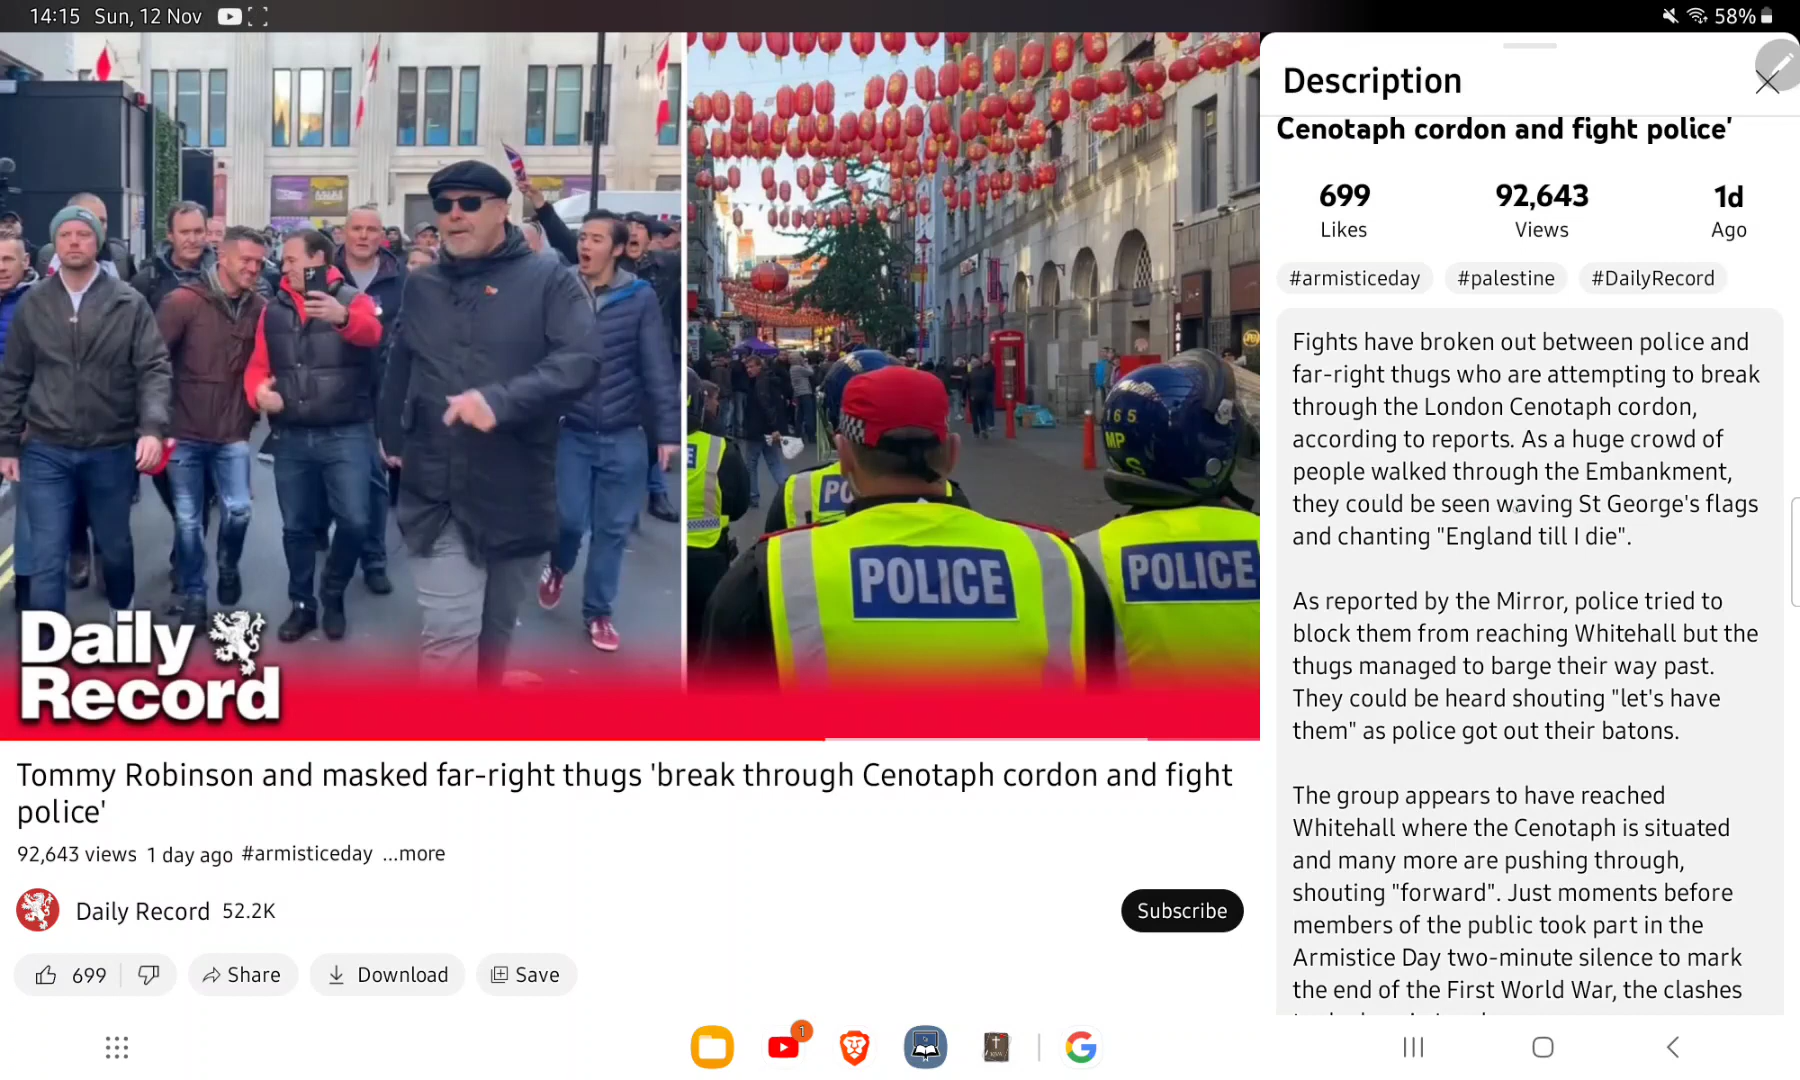 14:15 Sun, 12 Nov
58%
165
MP
S
PO
POLICE
POLICE
Daily
Record
Tommy Robinson and masked far-right thugs 'break through Cenotaph cordon and fight
police'
92,643 views 1 day ago #armisticeday ...more
Daily Record 52.2K
Subscribe
699
Share
Download
Save
1
Description
Cenotaph cordon and fight police'
699 92,643 1d
Likes Views Ago
#armisticeday #palestine #DailyRecord
Fights have broken out between police and
far-right thugs who are attempting to break
through the London Cenotaph cordon,
according to reports. As a huge crowd of
people walked through the Embankment,
they could be seen waving St George's flags
and chanting "England till I die".
As reported by the Mirror, police tried to
block them from reaching Whitehall but the
thugs managed to barge their way past.
They could be heard shouting "let's have
them" as police got out their batons.
The group appears to have reached
Whitehall where the Cenotaph is situated
and many more are pushing through,
shouting "forward". Just moments before
members of the public took part in the
Armistice Day two-minute silence to mark
the end of the First World War, the clashes